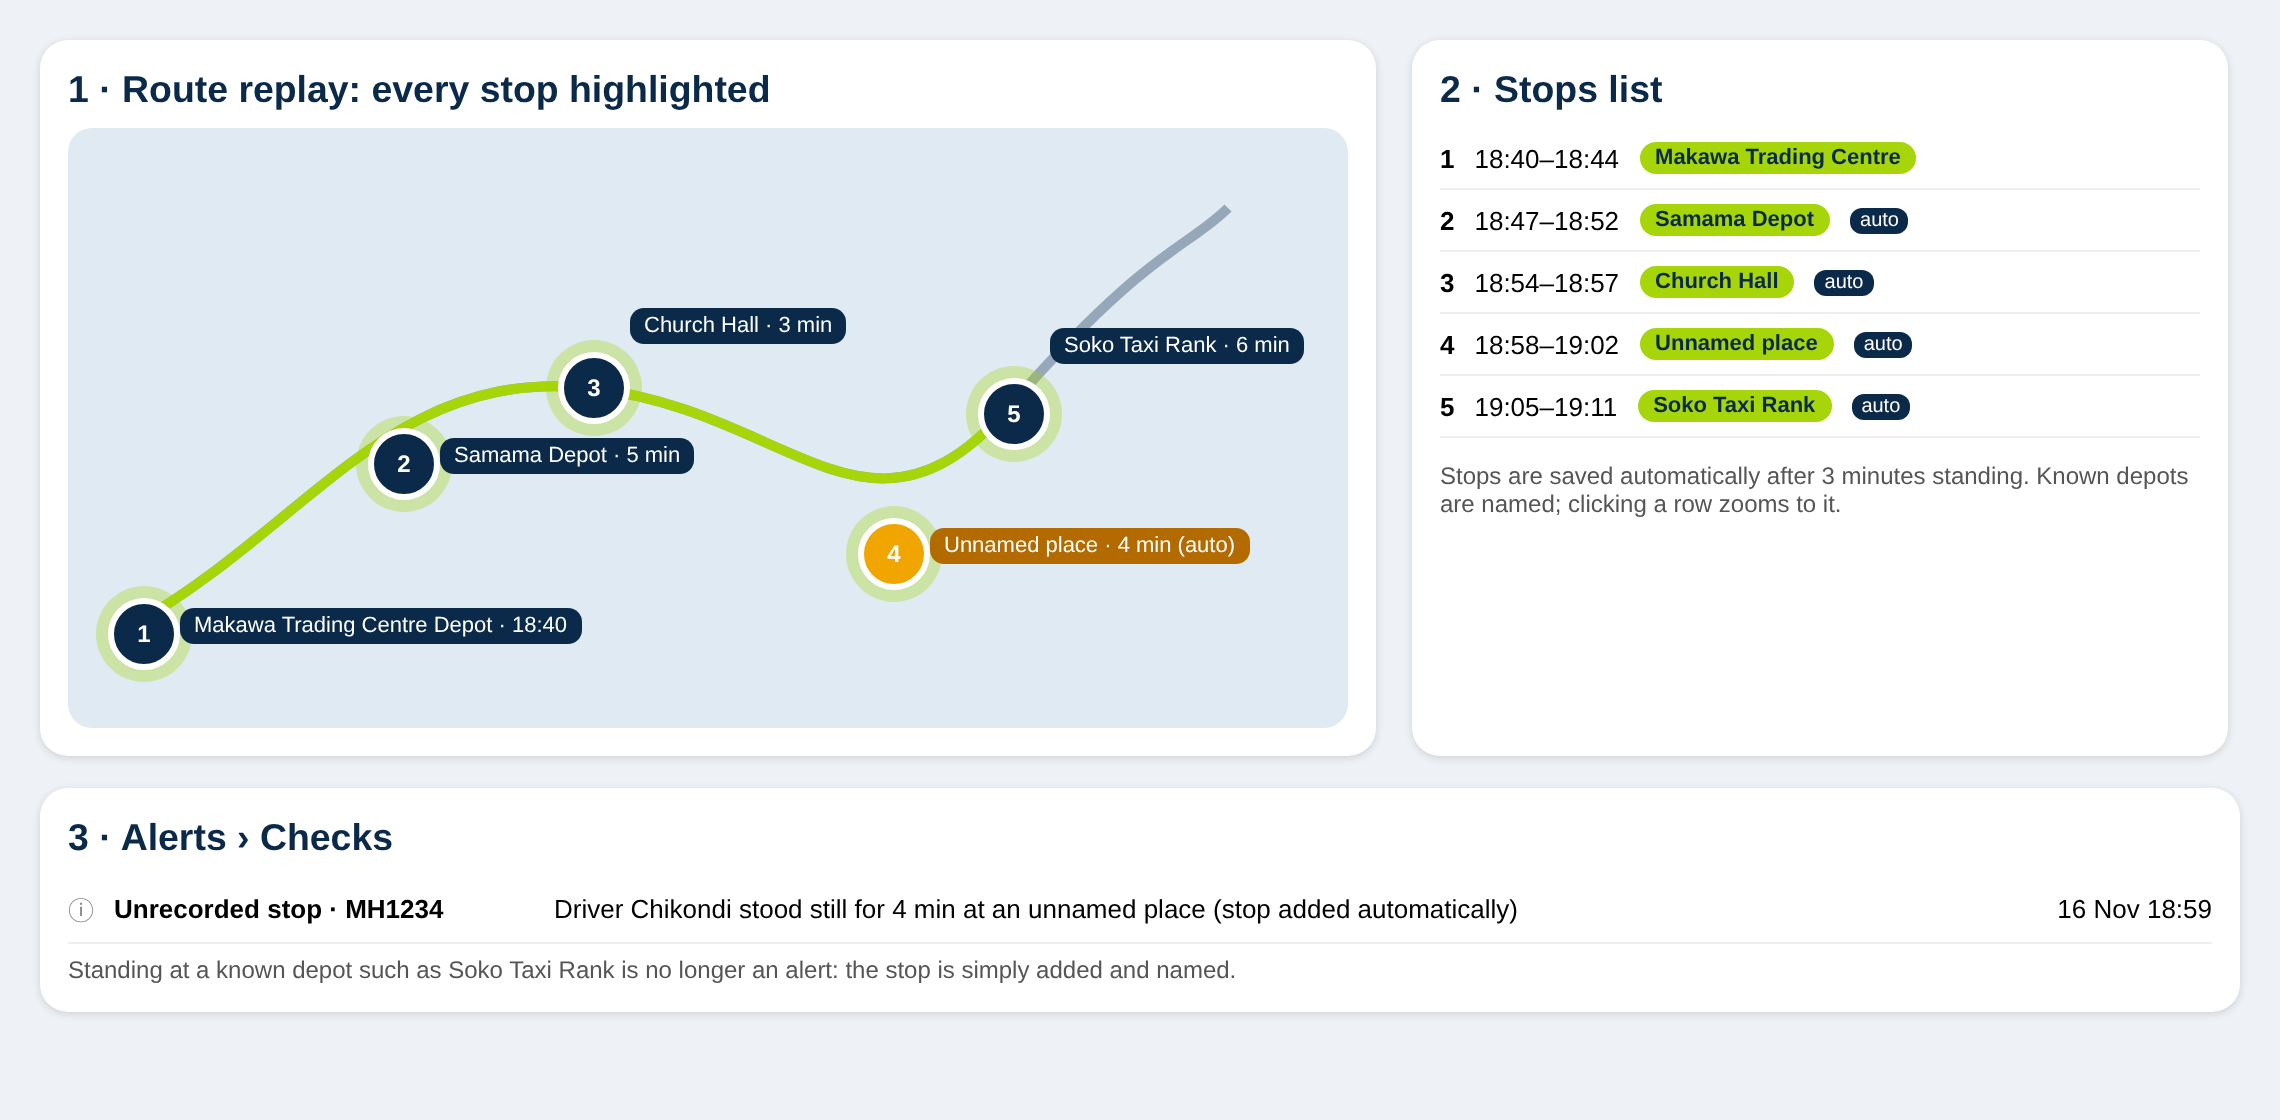 1 · Route replay: every stop highlighted
Church Hall · 3 min
Soko Taxi Rank · 6 min
3
5
2
Samama Depot · 5 min
4
Unnamed place · 4 min (auto)
1
Makawa Trading Centre Depot · 18:40
2 · Stops list
1 18:40–18:44 Makawa Trading Centre
2 18:47–18:52 Samama Depot auto
3 18:54–18:57 Church Hall auto
4 18:58–19:02 Unnamed place auto
5 19:05–19:11 Soko Taxi Rank auto
Stops are saved automatically after 3 minutes standing. Known depots
are named; clicking a row zooms to it.
3 · Alerts › Checks
ⓘ Unrecorded stop · MH1234 Driver Chikondi stood still for 4 min at an unnamed place (stop added automatically) 16 Nov 18:59
Standing at a known depot such as Soko Taxi Rank is no longer an alert: the stop is simply added and named.